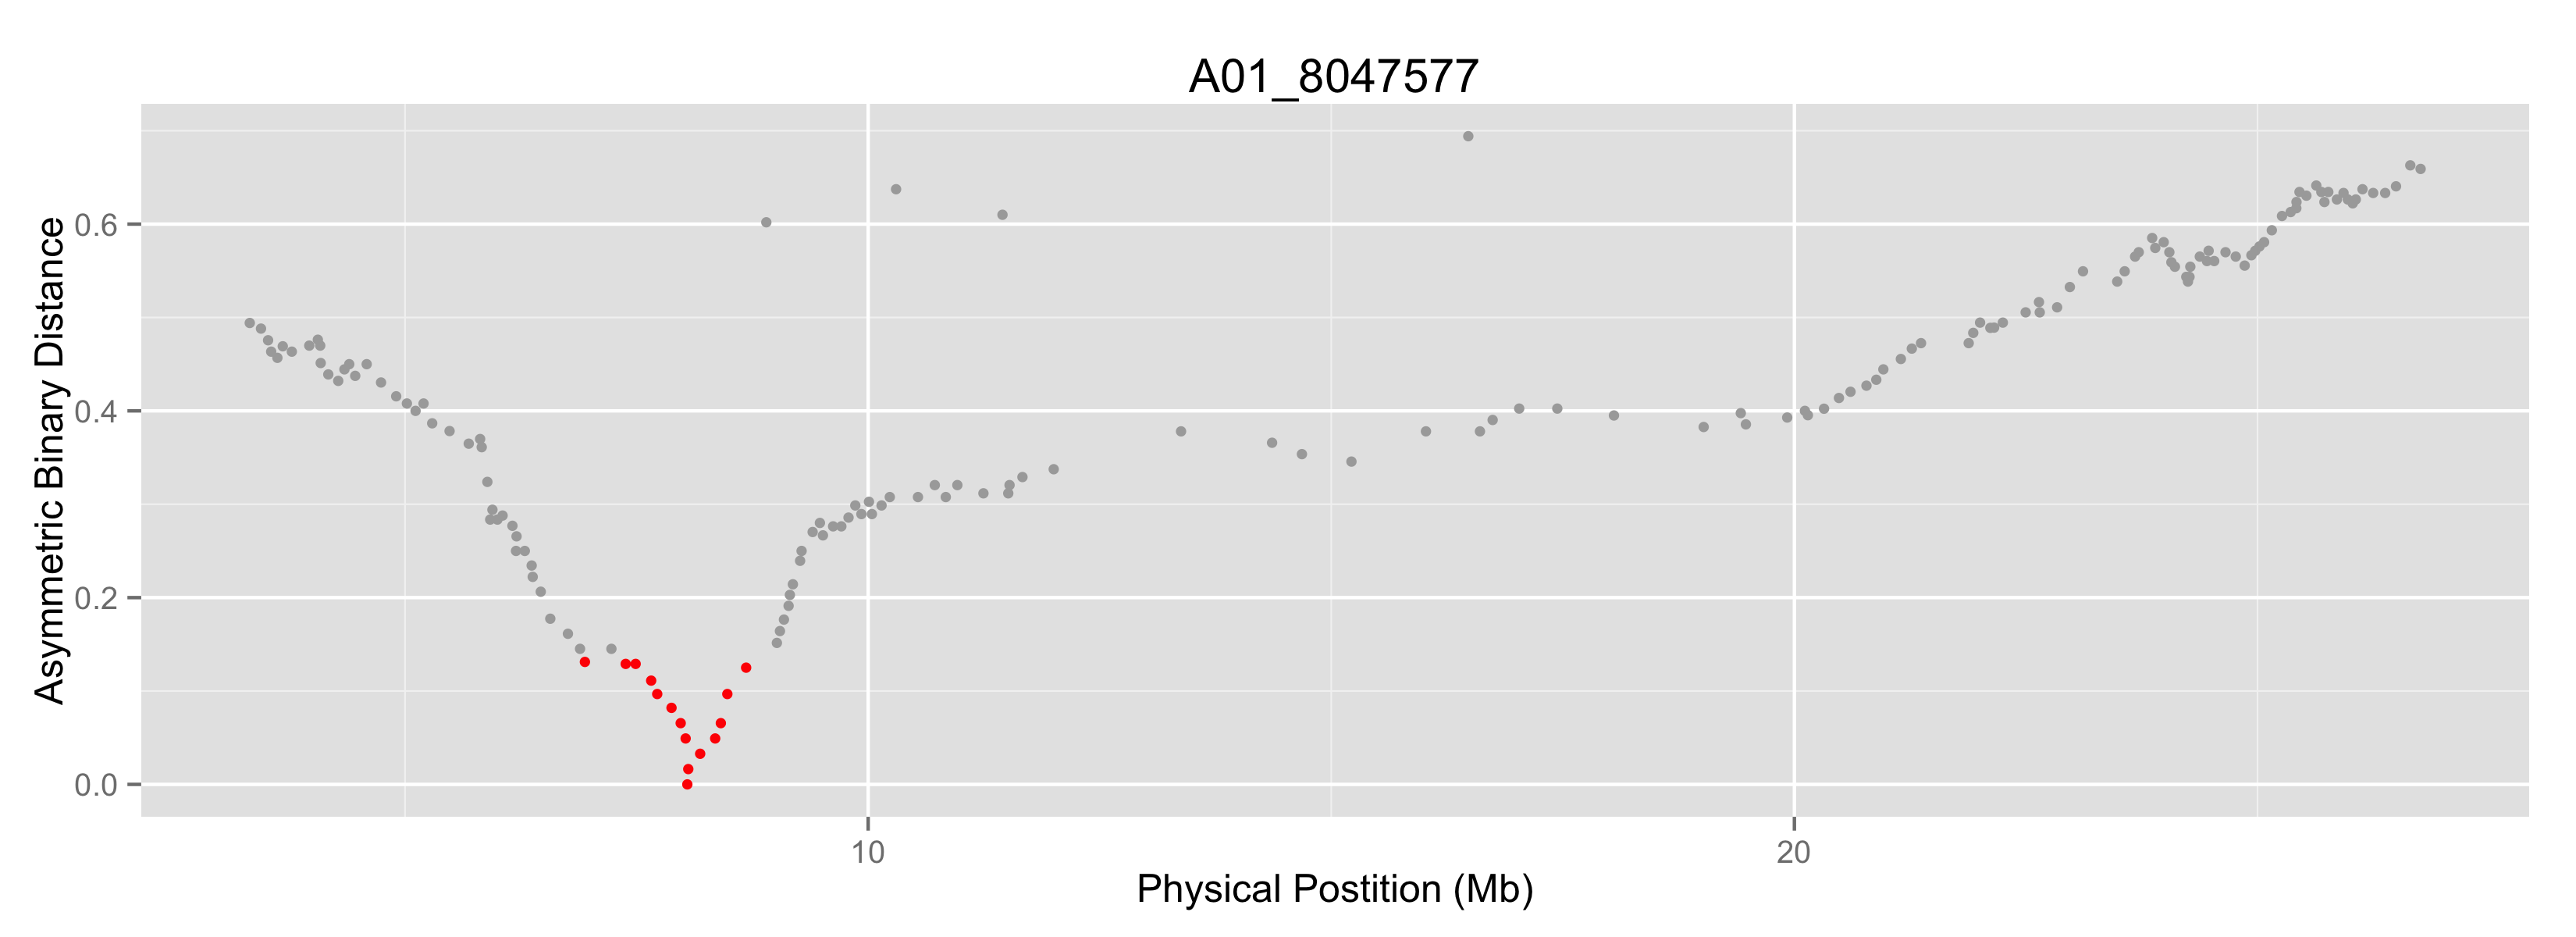 A01_8047577
Asymmetric Binary Distance
0.6
0.4
0.2
0.0
10 20
Physical Postition (Mb)